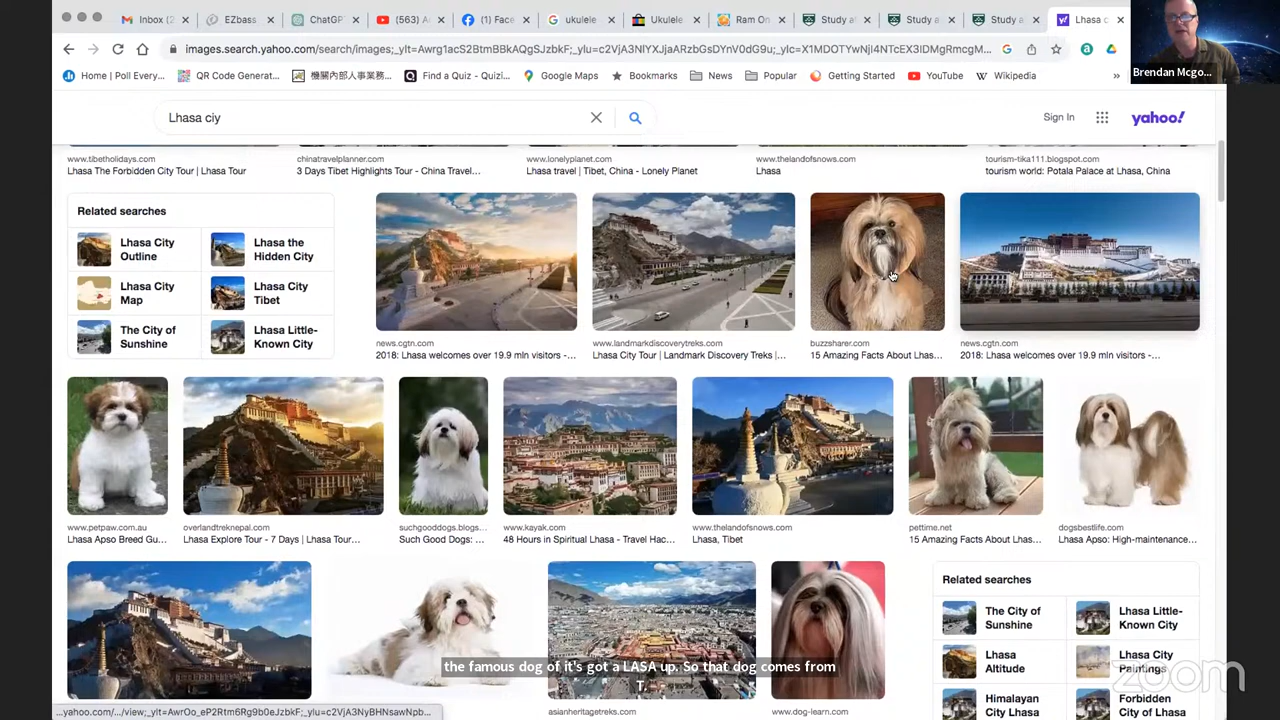 Inbox (2
EZbass
ChatGP
(563) A
(1) Face
ukulele
Ukulele
Ram On
Study a
Study a
Study a
Lhasa c
images.search.yahoo.com/search/images;_ylt=Awrg1acS2BtmBBkAQgSJzbkF;_ylu=c2VjA3NlYXJjaARzbGsDYnV0dG9u;_ylc=X1MDOTYwNjI4NTcEX3IDMgRmcgM...
Home | Poll Every...
QR Code Generat...
機關內部人事業務...
Find a Quiz - Quizi...
Google Maps
Bookmarks
News
Popular
Getting Started
YouTube
Wikipedia
»
Brendan Mcgo...
Lhasa ciy
Sign In
yahoo!
www.tibetholidays.com
Lhasa The Forbidden City Tour | Lhasa Tour
chinatravelplanner.com
3 Days Tibet Highlights Tour - China Travel...
www.lonelyplanet.com
Lhasa travel | Tibet, China - Lonely Planet
www.thelandofsnows.com
Lhasa
tourism-tika111.blogspot.com
tourism world: Potala Palace at Lhasa, China
Related searches
Lhasa City
Outline
Lhasa the
Hidden City
Lhasa City
Map
Lhasa City
Tibet
The City of
Sunshine
Lhasa Little-
Known City
news.cgtn.com
2018: Lhasa welcomes over 19.9 mln visitors -...
www.landmarkdiscoverytreks.com
Lhasa City Tour | Landmark Discovery Treks |...
buzzsharer.com
15 Amazing Facts About Lhas...
news.cgtn.com
2018: Lhasa welcomes over 19.9 mln visitors -...
www.petpaw.com.au
Lhasa Apso Breed Gu...
overlandtreknepal.com
Lhasa Explore Tour - 7 Days | Lhasa Tour...
suchgooddogs.blogs...
Such Good Dogs: ...
www.kayak.com
48 Hours in Spiritual Lhasa - Travel Hac...
www.thelandofsnows.com
Lhasa, Tibet
pettime.net
15 Amazing Facts About Lhas...
dogsbestlife.com
Lhasa Apso: High-maintenance...
Related searches
The City of
Sunshine
Lhasa Little-
Known City
Lhasa
Altitude
Lhasa City
Paintings
Himalayan
City Lhasa
Forbidden
City of Lhasa
the famous dog of it's got a LASA up. So that dog comes from
T...
zoom
asianheritagetreks.com
www.dog-learn.com